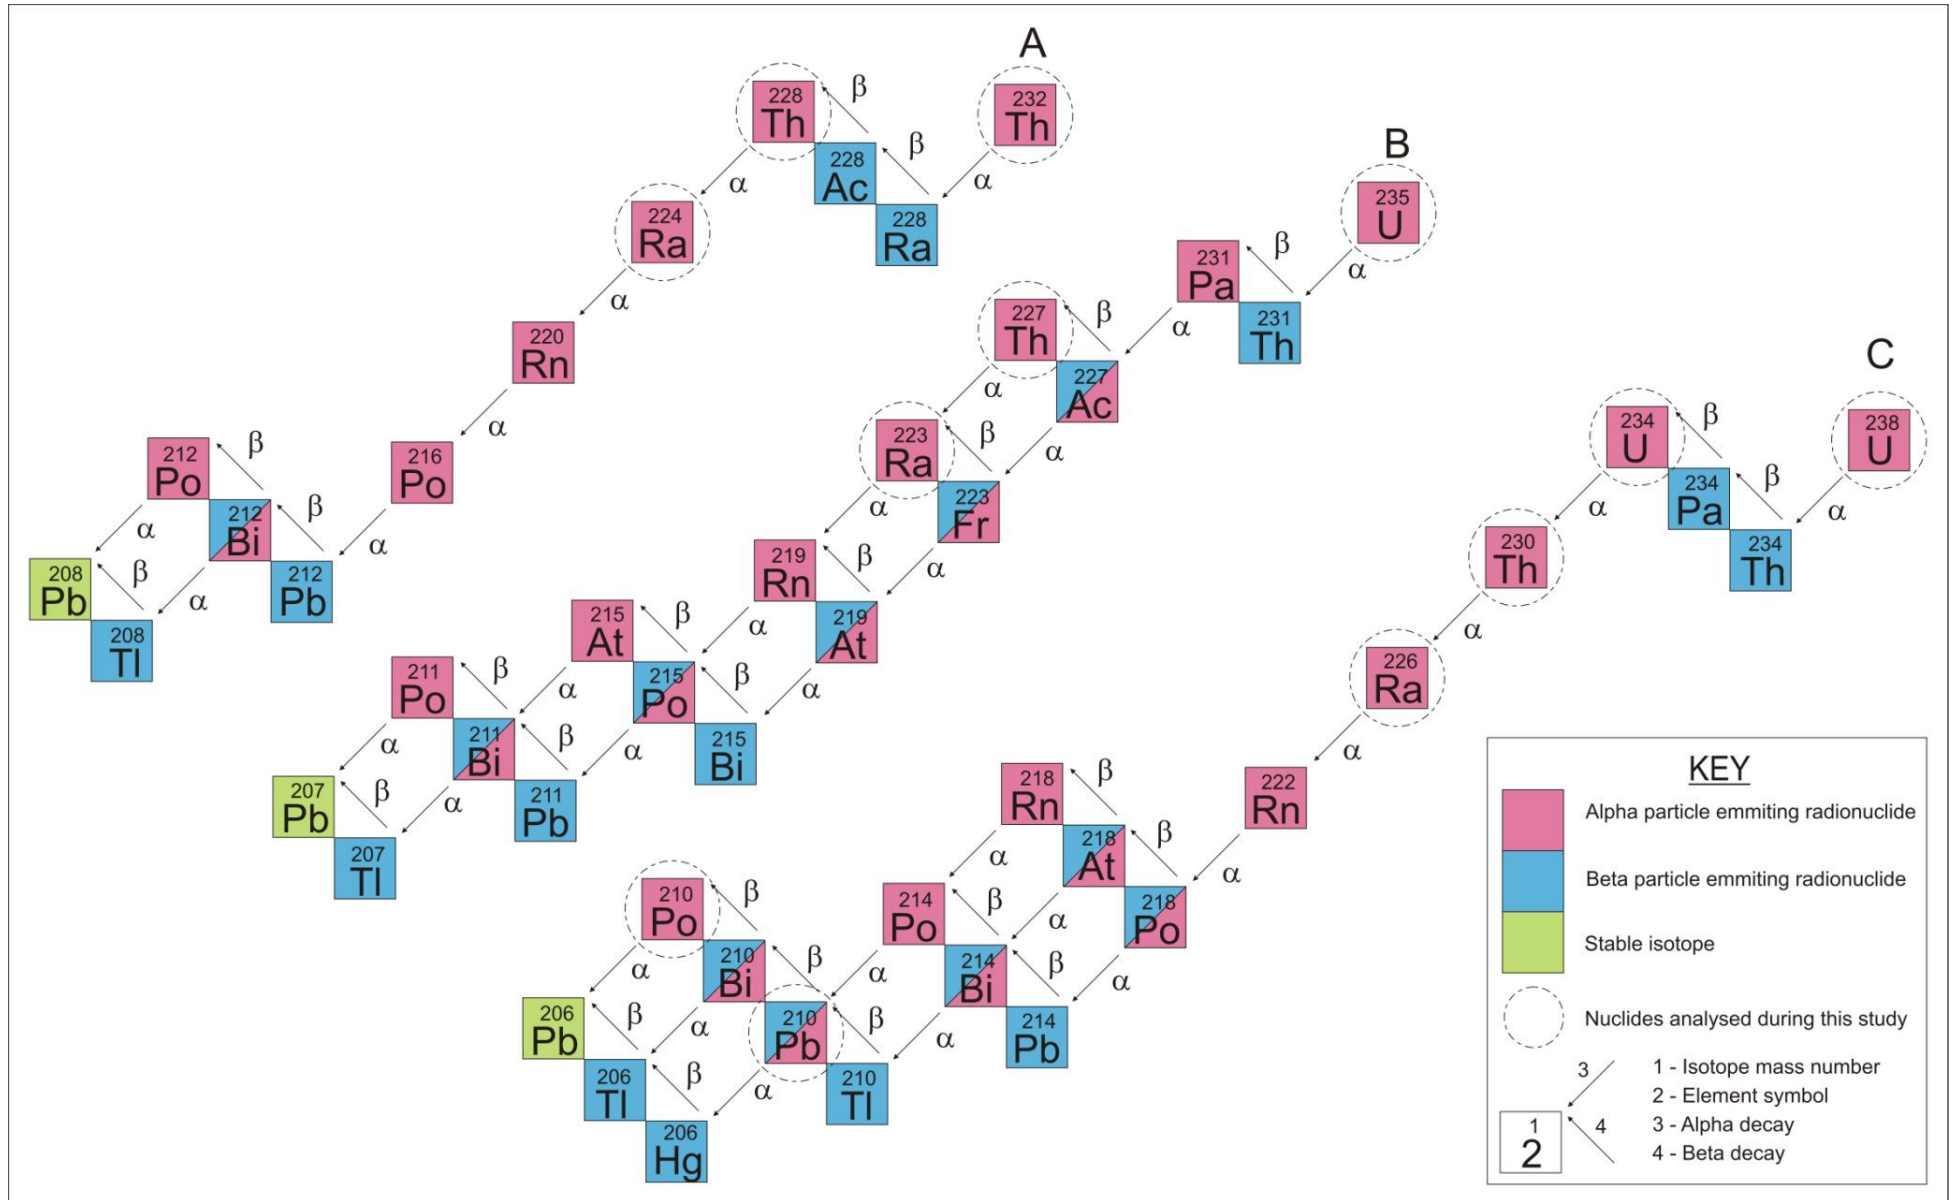 A
228
Th
β
232
Th
228
Ac
β
α
α
228
Ra
224
Ra
α
220
Rn
α
216
Po
α
212
Po
β
212
Bi
β
212
Pb
α
α
208
Pb
β
208
Tl
B
235
U
α
231
Pa
β
231
Th
α
227
Th
β
227
Ac
α
α
223
Ra
β
223
Fr
α
α
219
Rn
β
219
At
α
α
215
At
β
215
Po
β
215
Bi
α
α
211
Po
β
211
Bi
β
211
Pb
α
α
207
Pb
β
207
Tl
C
238
U
α
234
U
β
234
Pa
β
234
Th
α
230
Th
α
226
Ra
α
222
Rn
α
218
Rn
β
218
At
β
218
Po
α
α
α
214
Po
β
214
Bi
β
214
Pb
α
α
210
Po
β
210
Bi
β
210
Pb
β
210
Tl
α
α
α
206
Pb
β
206
Tl
β
206
Hg
KEY
Alpha particle emmiting radionuclide
Beta particle emmiting radionuclide
Stable isotope
Nuclides analysed during this study
3
4
1
2
1 - Isotope mass number
2 - Element symbol
3 - Alpha decay
4 - Beta decay